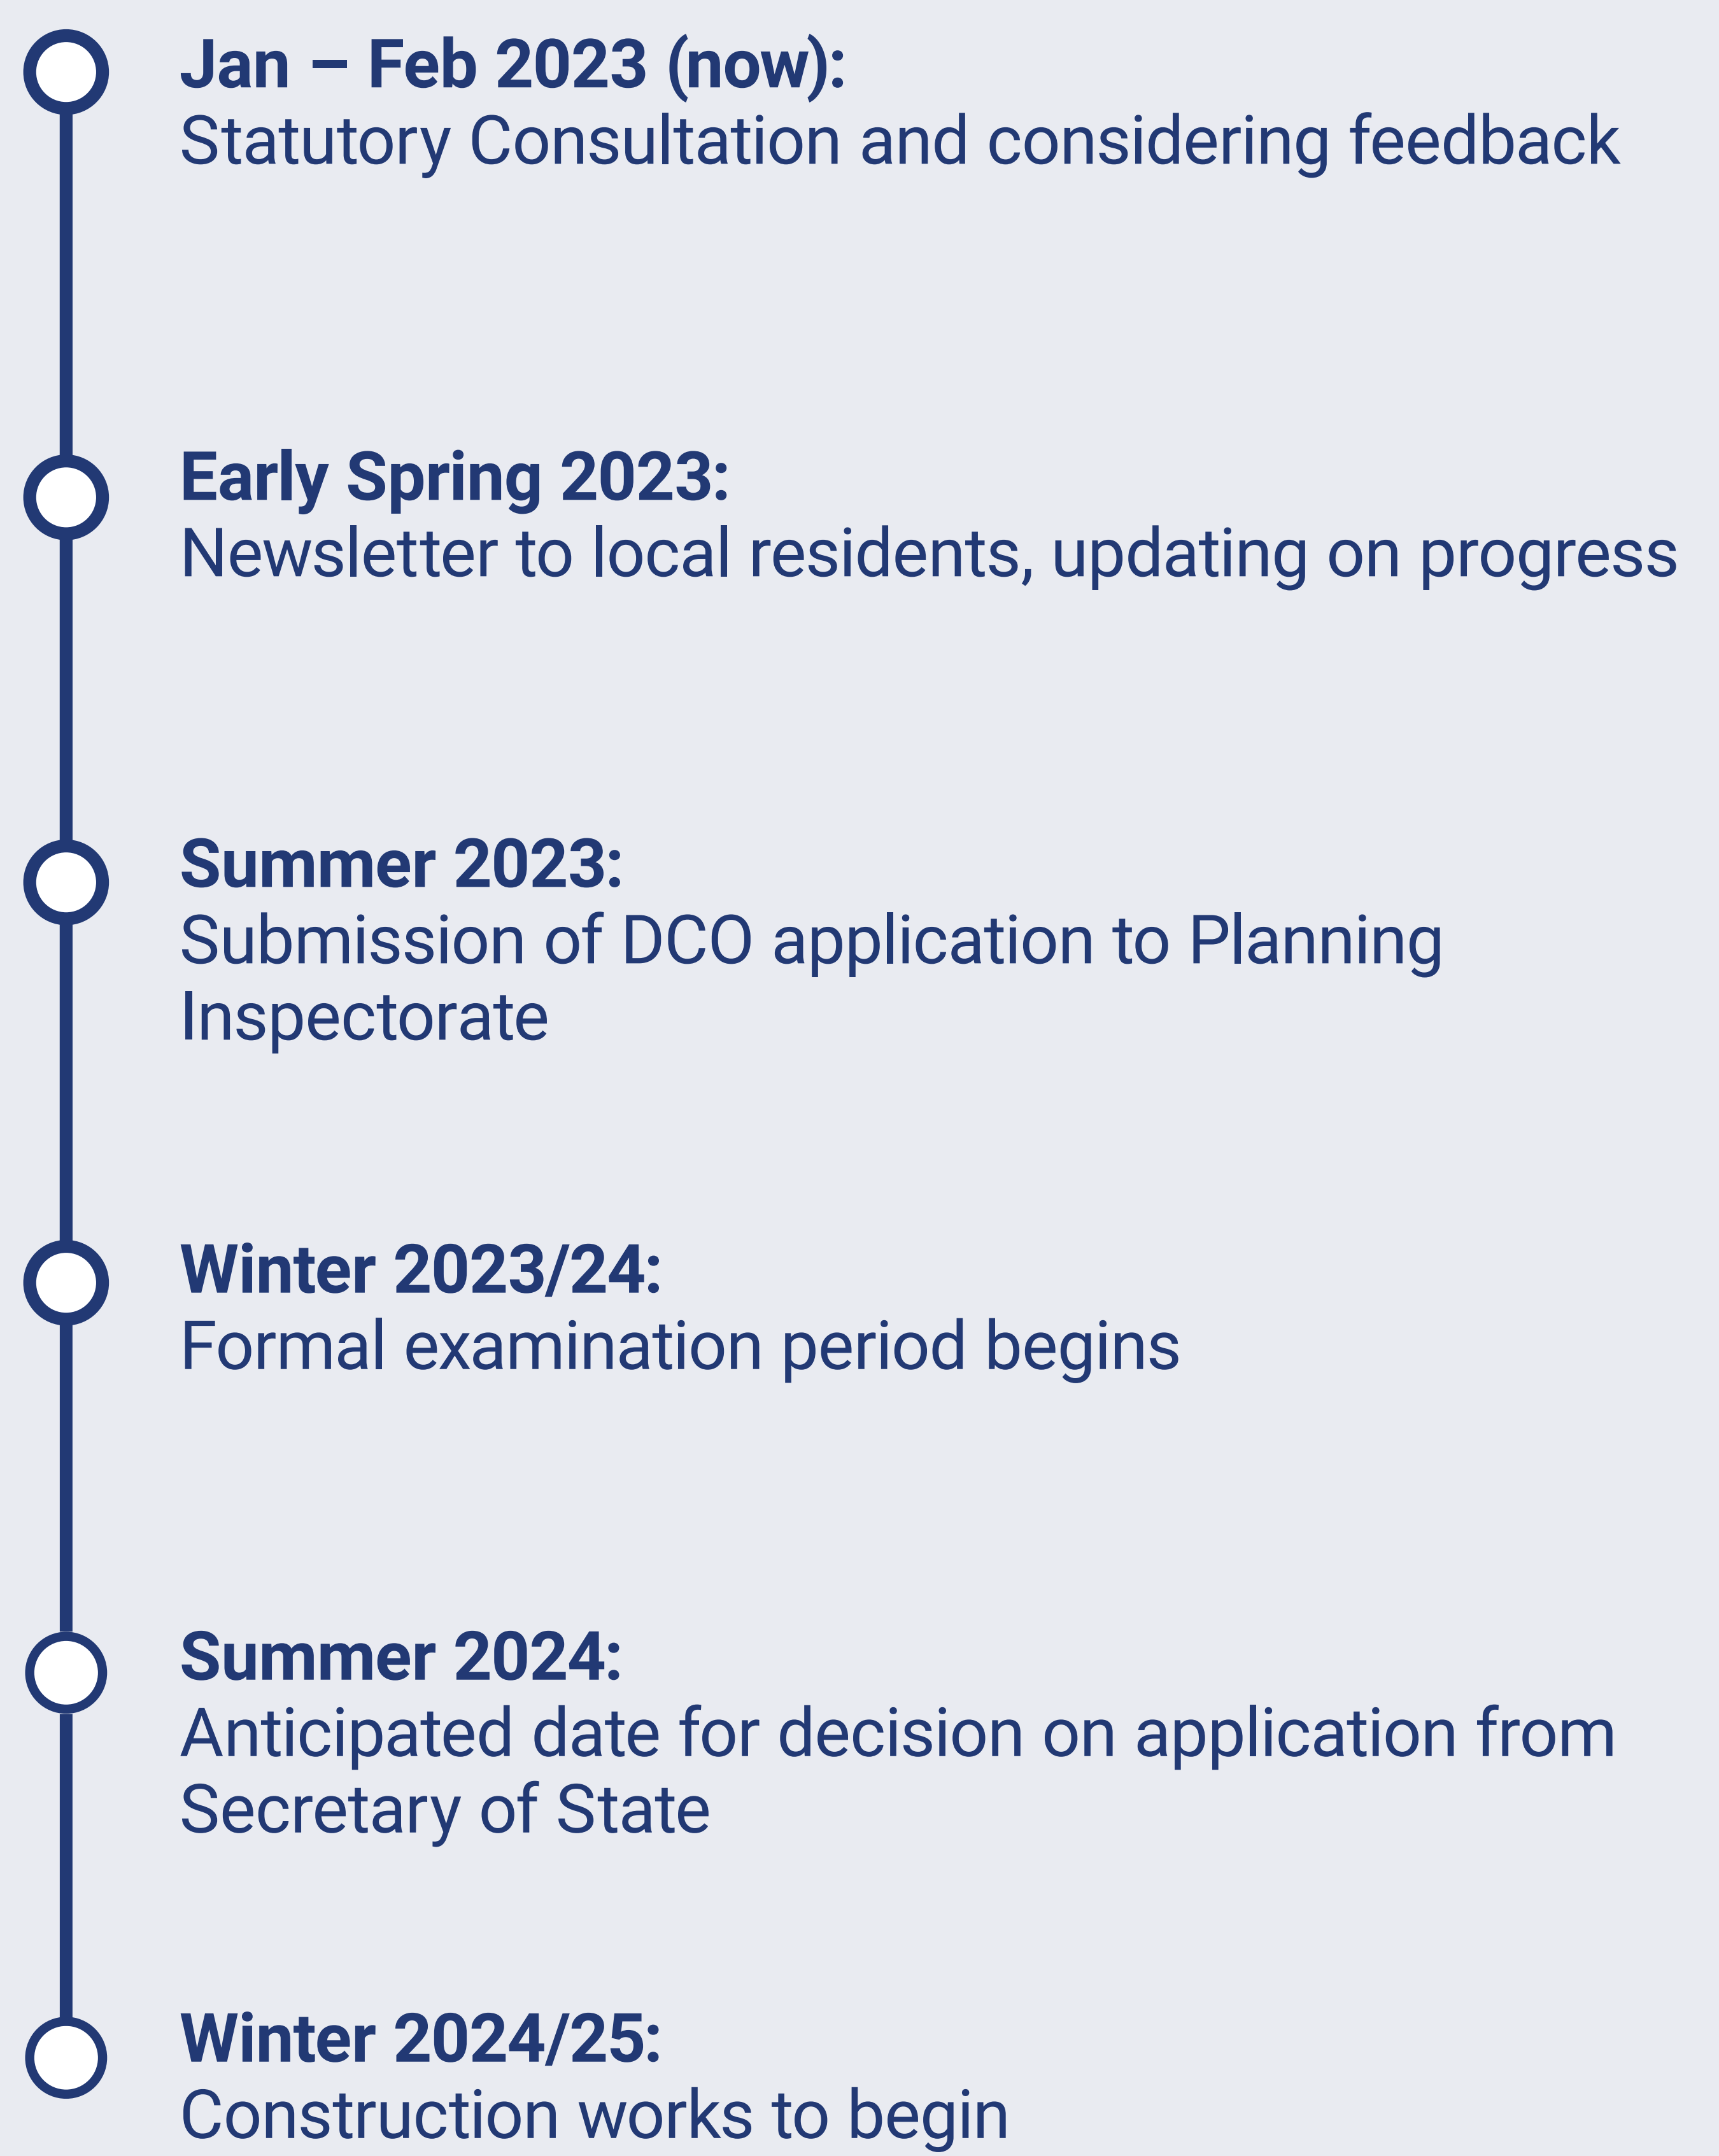 Jan – Feb 2023 (now):
Statutory Consultation and considering feedback
Early Spring 2023:
Newsletter to local residents, updating on progress
Summer 2023:
Submission of DCO application to Planning
Inspectorate
Winter 2023/24:
Formal examination period begins
Summer 2024:
Anticipated date for decision on application from
Secretary of State
Winter 2024/25:
Construction works to begin